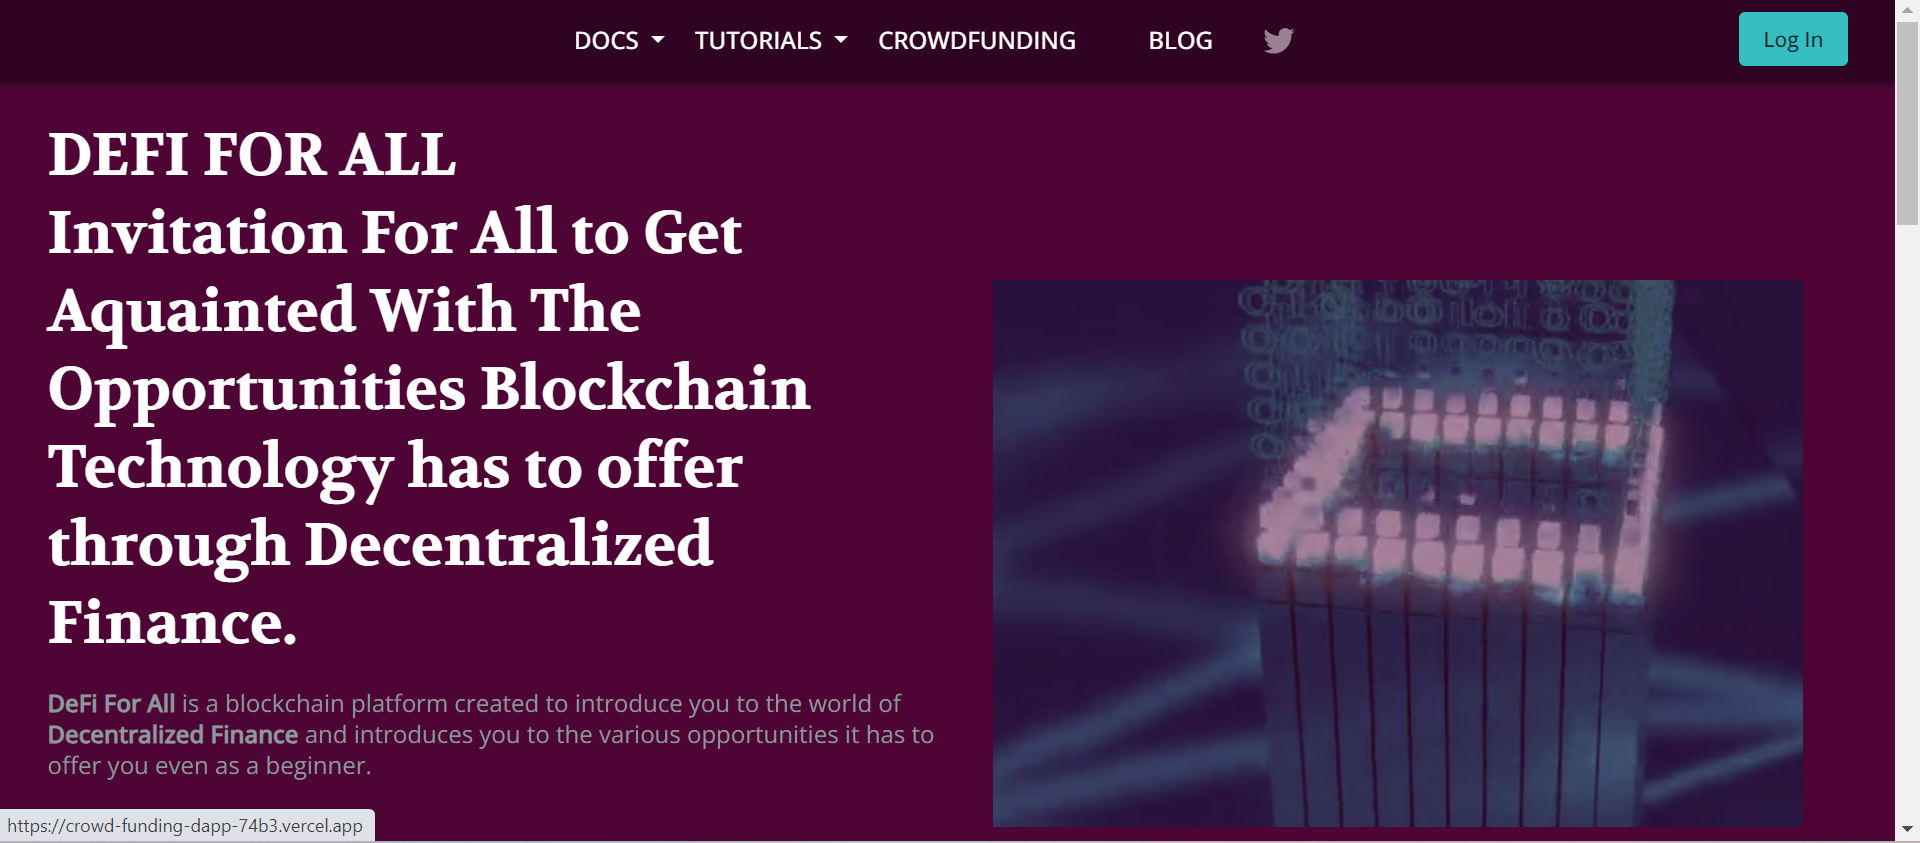 DOCS TUTORIALS CROWDFUNDING BLOG Log In
DEFI FOR ALL
Invitation For All to Get
Aquainted With The
Opportunities Blockchain
Technology has to offer
through Decentralized
Finance.
DeFi For All is a blockchain platform created to introduce you to the world of
Decentralized Finance and introduces you to the various opportunities it has to
offer you even as a beginner.
https://crowd-funding-dapp-74b3.vercel.app